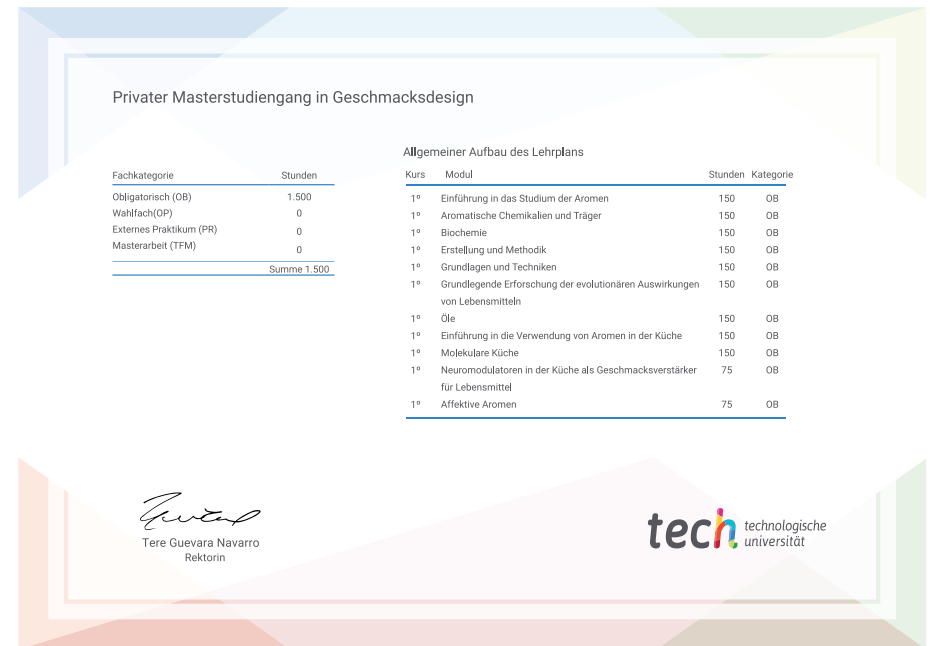 Privater Masterstudiengang in Geschmacksdesign
Fachkategorie Stunden
Obligatorisch (OB) 1.500
Wahlfach(OP) 0
Externes Praktikum (PR) 0
Masterarbeit (TFM) 0
Summe 1.500
Allgemeiner Aufbau des Lehrplans
Kurs Modul Stunden Kategorie
1º Einführung in das Studium der Aromen 150 OB
1º Aromatische Chemikalien und Träger 150 OB
1º Biochemie 150 OB
1º Erstellung und Methodik 150 OB
1º Grundlagen und Techniken 150 OB
1º Grundlegende Erforschung der evolutionären Auswirkungen 150 OB
von Lebensmitteln
1º Öle 150 OB
1º Einführung in die Verwendung von Aromen in der Küche 150 OB
1º Molekulare Küche 150 OB
1º Neuromodulatoren in der Küche als Geschmacksverstärker 75 OB
für Lebensmittel
1º Affektive Aromen 75 OB
Tere Guevara Navarro
Rektorin
tech technologische
universität